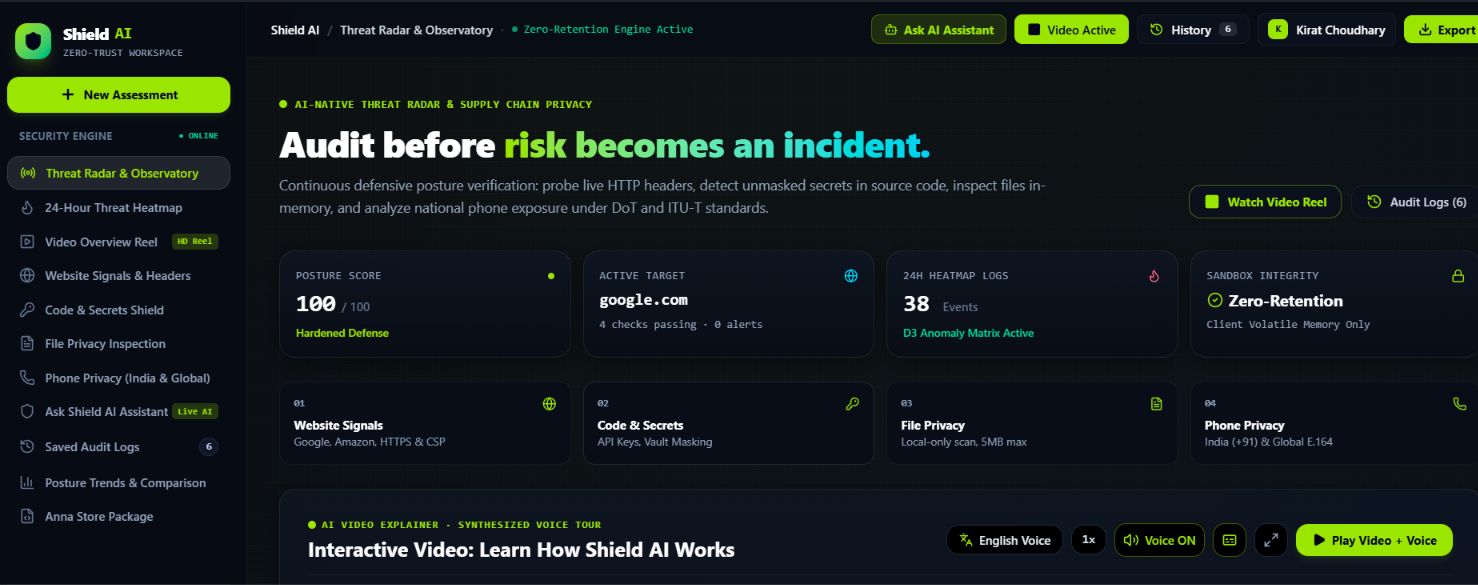 Shield AI
ZERO-TRUST WORKSPACE
New Assessment
SECURITY ENGINE
ONLINE
Threat Radar & Observatory
24-Hour Threat Heatmap
Video Overview Reel
HD Reel
Website Signals & Headers
Code & Secrets Shield
File Privacy Inspection
Phone Privacy (India & Global)
Ask Shield AI Assistant
Live AI
Saved Audit Logs
6
Posture Trends & Comparison
Anna Store Package
Shield AI / Threat Radar & Observatory · Zero-Retention Engine Active
Ask AI Assistant
Video Active
History 6
K Kirat Choudhary
Export
AI-NATIVE THREAT RADAR & SUPPLY CHAIN PRIVACY
Audit before risk becomes an incident.
Continuous defensive posture verification: probe live HTTP headers, detect unmasked secrets in source code, inspect files in-
memory, and analyze national phone exposure under DoT and ITU-T standards.
Watch Video Reel
Audit Logs (6)
POSTURE SCORE
100 / 100
Hardened Defense
ACTIVE TARGET
google.com
4 checks passing · 0 alerts
24H HEATMAP LOGS
38 Events
D3 Anomaly Matrix Active
SANDBOX INTEGRITY
Zero-Retention
Client Volatile Memory Only
01
Website Signals
Google, Amazon, HTTPS & CSP
02
Code & Secrets
API Keys, Vault Masking
03
File Privacy
Local-only scan, 5MB max
04
Phone Privacy
India (+91) & Global E.164
AI VIDEO EXPLAINER · SYNTHESIZED VOICE TOUR
Interactive Video: Learn How Shield AI Works
English Voice
1x
Voice ON
Play Video + Voice